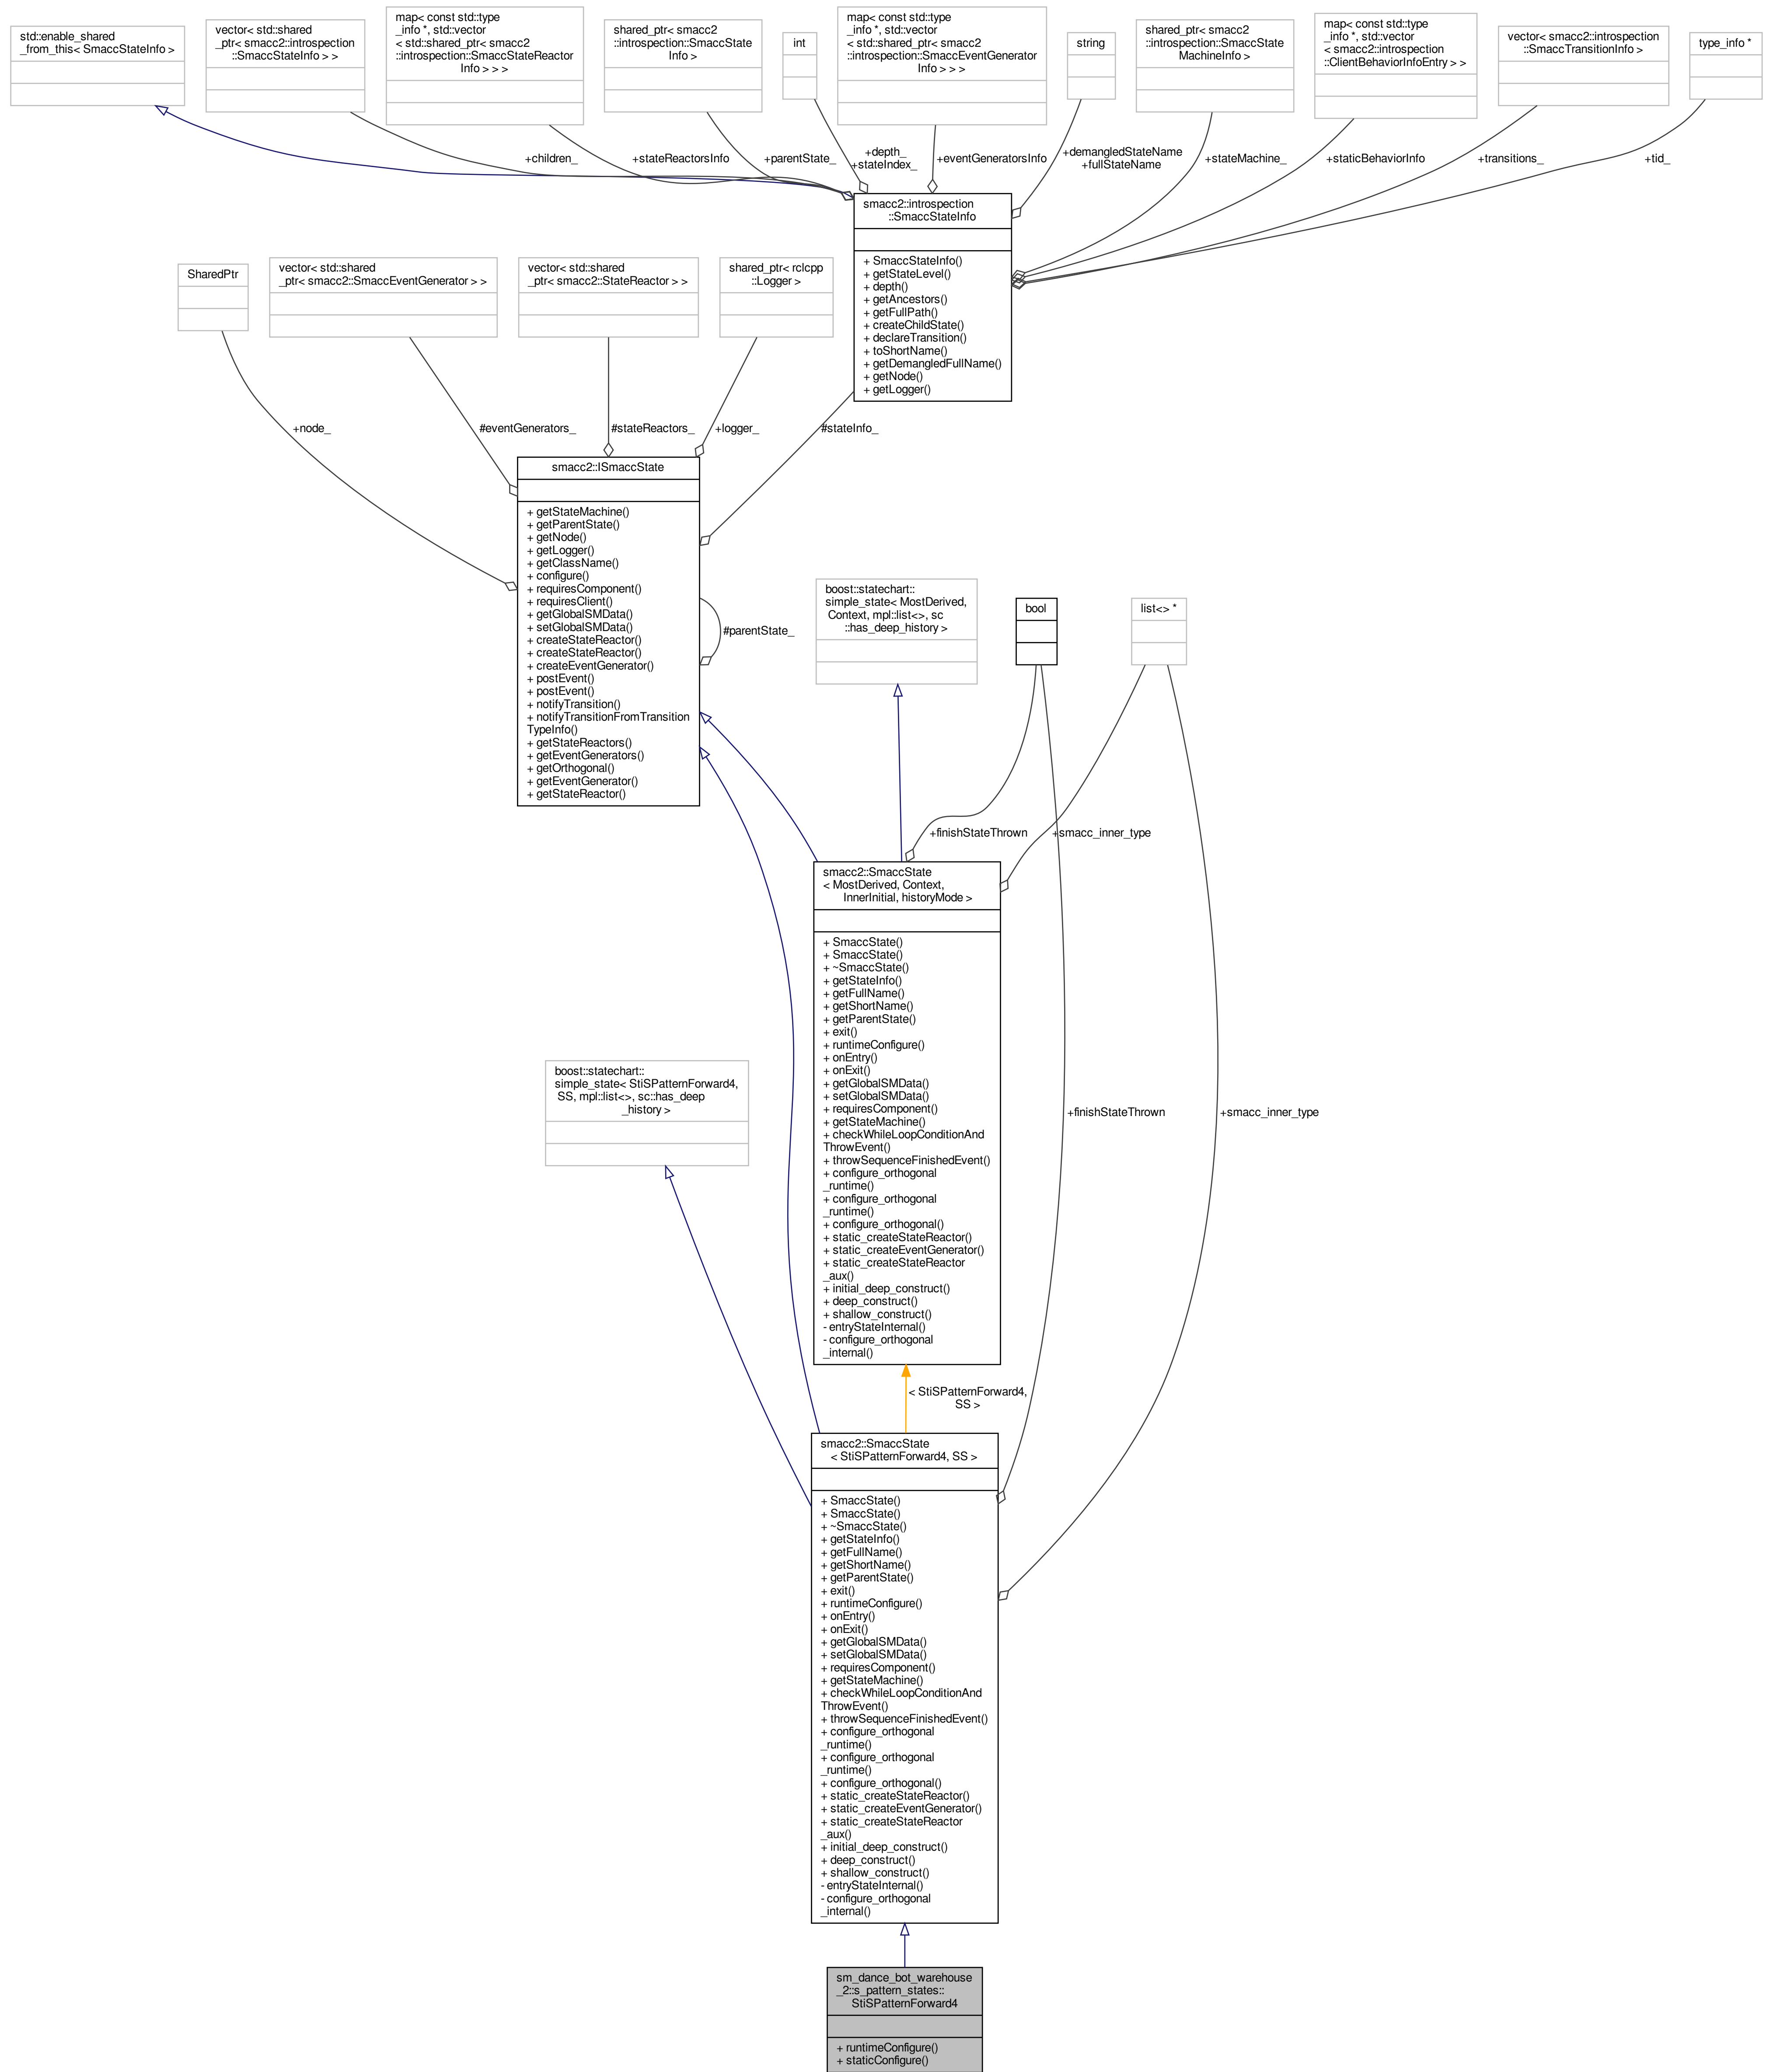 std::enable_shared
_from_this< SmaccStateInfo >
vector< std::shared
_ptr< smacc2::introspection
::SmaccStateInfo > >
map< const std::type
_info *, std::vector
< std::shared_ptr< smacc2
::introspection::SmaccStateReactor
Info > > >
shared_ptr< smacc2
::introspection::SmaccState
Info >
int
map< const std::type
_info *, std::vector
< std::shared_ptr< smacc2
::introspection::SmaccEventGenerator
Info > > >
string
shared_ptr< smacc2
::introspection::SmaccState
MachineInfo >
map< const std::type
_info *, std::vector
< smacc2::introspection
::ClientBehaviorInfoEntry > >
vector< smacc2::introspection
::SmaccTransitionInfo >
type_info *
+children_
+stateReactorsInfo
+parentState_
+depth_
+stateIndex_
+eventGeneratorsInfo
+demangledStateName
+fullStateName
+stateMachine_
+staticBehaviorInfo
+transitions_
+tid_
smacc2::introspection
::SmaccStateInfo
+ SmaccStateInfo()
+ getStateLevel()
+ depth()
+ getAncestors()
+ getFullPath()
+ createChildState()
+ declareTransition()
+ toShortName()
+ getDemangledFullName()
+ getNode()
+ getLogger()
SharedPtr
vector< std::shared
_ptr< smacc2::SmaccEventGenerator > >
vector< std::shared
_ptr< smacc2::StateReactor > >
shared_ptr< rclcpp
::Logger >
+node_
#eventGenerators_
#stateReactors_
+logger_
#stateInfo_
smacc2::ISmaccState
+ getStateMachine()
+ getParentState()
+ getNode()
+ getLogger()
+ getClassName()
+ configure()
+ requiresComponent()
+ requiresClient()
+ getGlobalSMData()
+ setGlobalSMData()
+ createStateReactor()
+ createStateReactor()
+ createEventGenerator()
+ postEvent()
+ postEvent()
+ notifyTransition()
+ notifyTransitionFromTransition
TypeInfo()
+ getStateReactors()
+ getEventGenerators()
+ getOrthogonal()
+ getEventGenerator()
+ getStateReactor()
#parentState_
boost::statechart::
simple_state< MostDerived,
Context, mpl::list<>, sc
::has_deep_history >
bool
list<> *
+finishStateThrown
+smacc_inner_type
smacc2::SmaccState
< MostDerived, Context,
InnerInitial, historyMode >
+ SmaccState()
+ SmaccState()
+ ~SmaccState()
+ getStateInfo()
+ getFullName()
+ getShortName()
+ getParentState()
+ exit()
+ runtimeConfigure()
+ onEntry()
+ onExit()
+ getGlobalSMData()
+ setGlobalSMData()
+ requiresComponent()
+ getStateMachine()
+ checkWhileLoopConditionAnd
ThrowEvent()
+ throwSequenceFinishedEvent()
+ configure_orthogonal
_runtime()
+ configure_orthogonal
_runtime()
+ configure_orthogonal()
+ static_createStateReactor()
+ static_createEventGenerator()
+ static_createStateReactor
_aux()
+ initial_deep_construct()
+ deep_construct()
+ shallow_construct()
- entryStateInternal()
- configure_orthogonal
_internal()
boost::statechart::
simple_state< StiSPatternForward4,
SS, mpl::list<>, sc::has_deep
_history >
+finishStateThrown
+smacc_inner_type
< StiSPatternForward4,
SS >
smacc2::SmaccState
< StiSPatternForward4, SS >
+ SmaccState()
+ SmaccState()
+ ~SmaccState()
+ getStateInfo()
+ getFullName()
+ getShortName()
+ getParentState()
+ exit()
+ runtimeConfigure()
+ onEntry()
+ onExit()
+ getGlobalSMData()
+ setGlobalSMData()
+ requiresComponent()
+ getStateMachine()
+ checkWhileLoopConditionAnd
ThrowEvent()
+ throwSequenceFinishedEvent()
+ configure_orthogonal
_runtime()
+ configure_orthogonal
_runtime()
+ configure_orthogonal()
+ static_createStateReactor()
+ static_createEventGenerator()
+ static_createStateReactor
_aux()
+ initial_deep_construct()
+ deep_construct()
+ shallow_construct()
- entryStateInternal()
- configure_orthogonal
_internal()
sm_dance_bot_warehouse
_2::s_pattern_states::
StiSPatternForward4
+ runtimeConfigure()
+ staticConfigure()